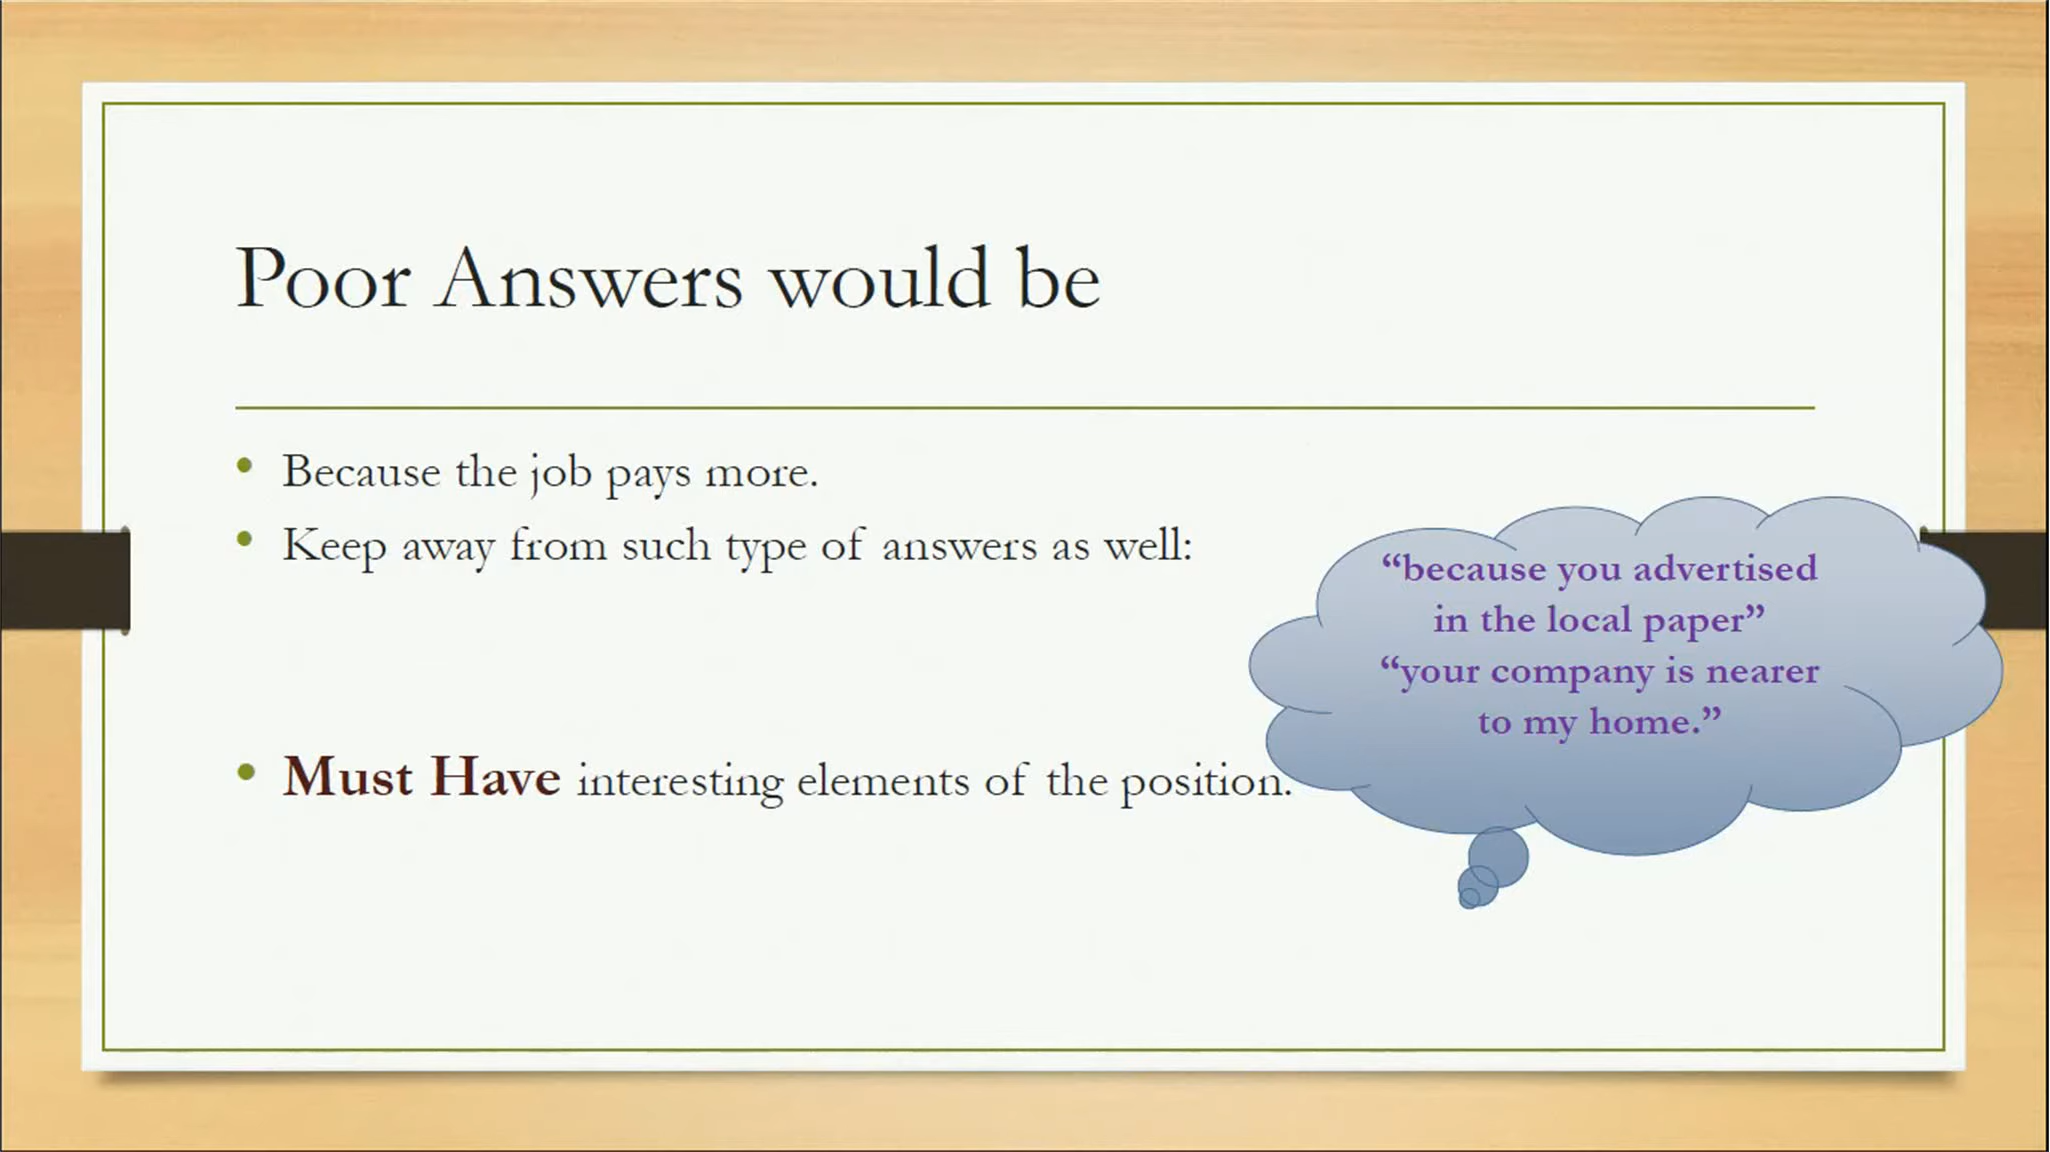 Poor Answers would be
• Because the job pays more.
• Keep away from such type of answers as well:
“because you advertised
in the local paper”
“your company is nearer
to my home.”
• Must Have interesting elements of the position.